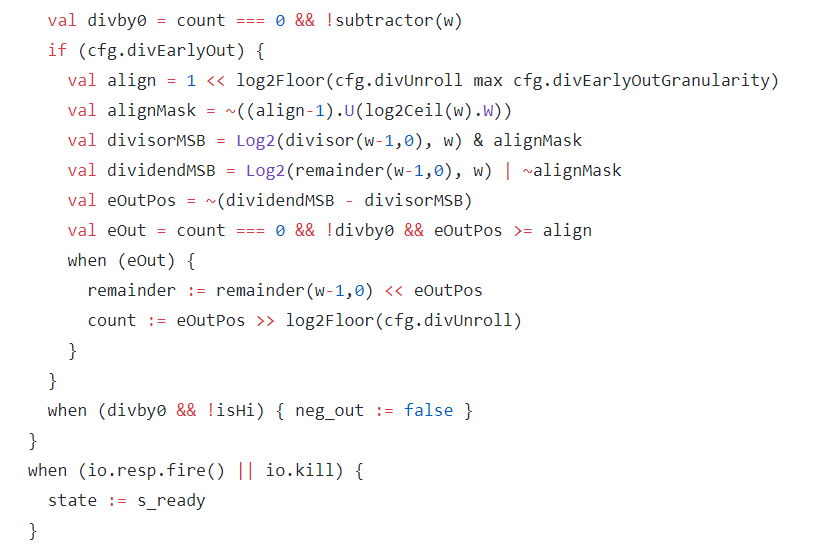 val divby0 = count === 0 && !subtractor(w)
if (cfg.divEarlyOut) {
val align = 1 << log2Floor(cfg.divUnroll max cfg.divEarlyOutGranularity)
val alignMask = ~((align-1).U(log2Ceil(w).W))
val divisorMSB = Log2(divisor(w-1,0), w) & alignMask
val dividendMSB = Log2(remainder(w-1,0), w) | ~alignMask
val eOutPos = ~(dividendMSB - divisorMSB)
val eOut = count === 0 && !divby0 && eOutPos >= align
when (eOut) {
remainder := remainder(w-1,0) << eOutPos
count := eOutPos >> log2Floor(cfg.divUnroll)
}
}
when (divby0 && !isHi) { neg_out := false }
}
when (io.resp.fire() || io.kill) {
state := s_ready
}